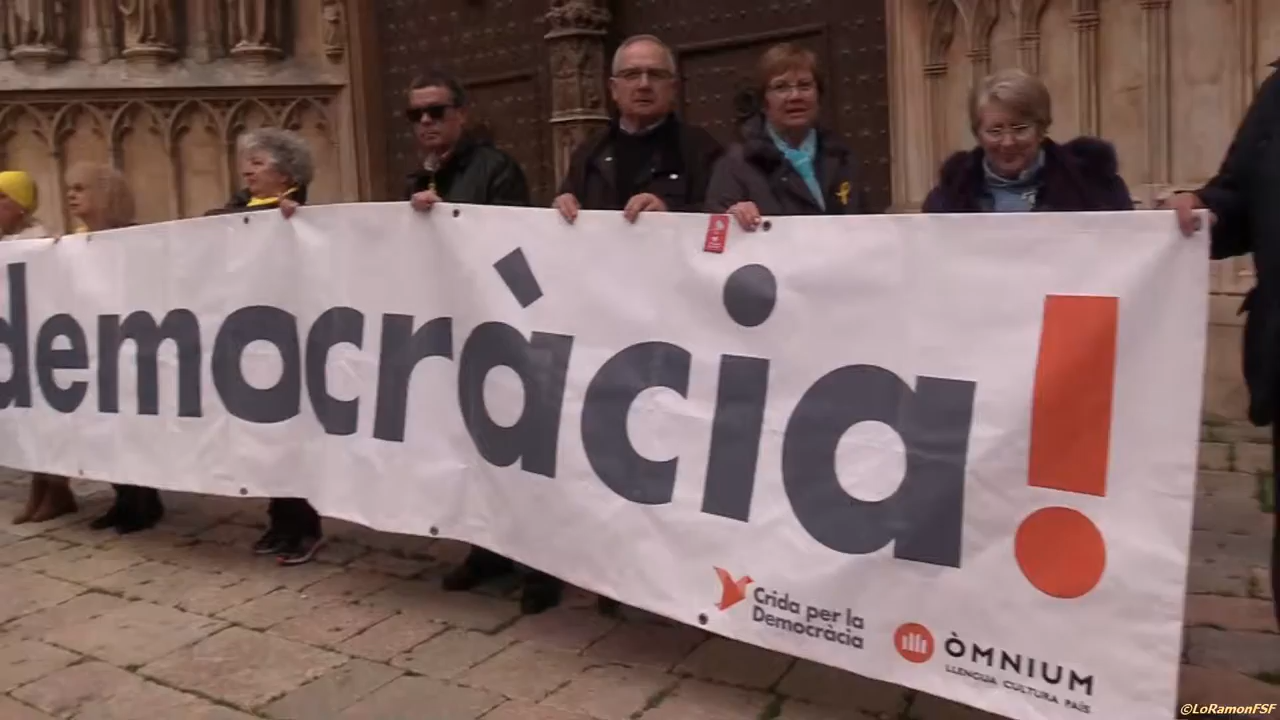 democràcia!
Crida per la
Democràcia
ÒMNIUM
LLENGUA CULTURA PAÍS
©LoRamonFSF